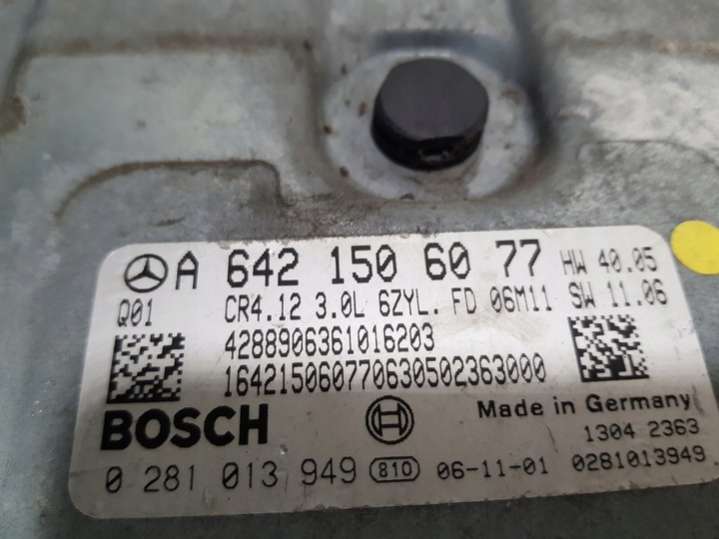 A 642 150 60 77 HW 40.05
Q01 CR4.12 3.0L 6ZYL. FD 06M11 SW 11.06
4288906361016203
164215060770630502363000
BOSCH Made in Germany
1304 2363
0 281 013 949 810 06-11-01 0281013949